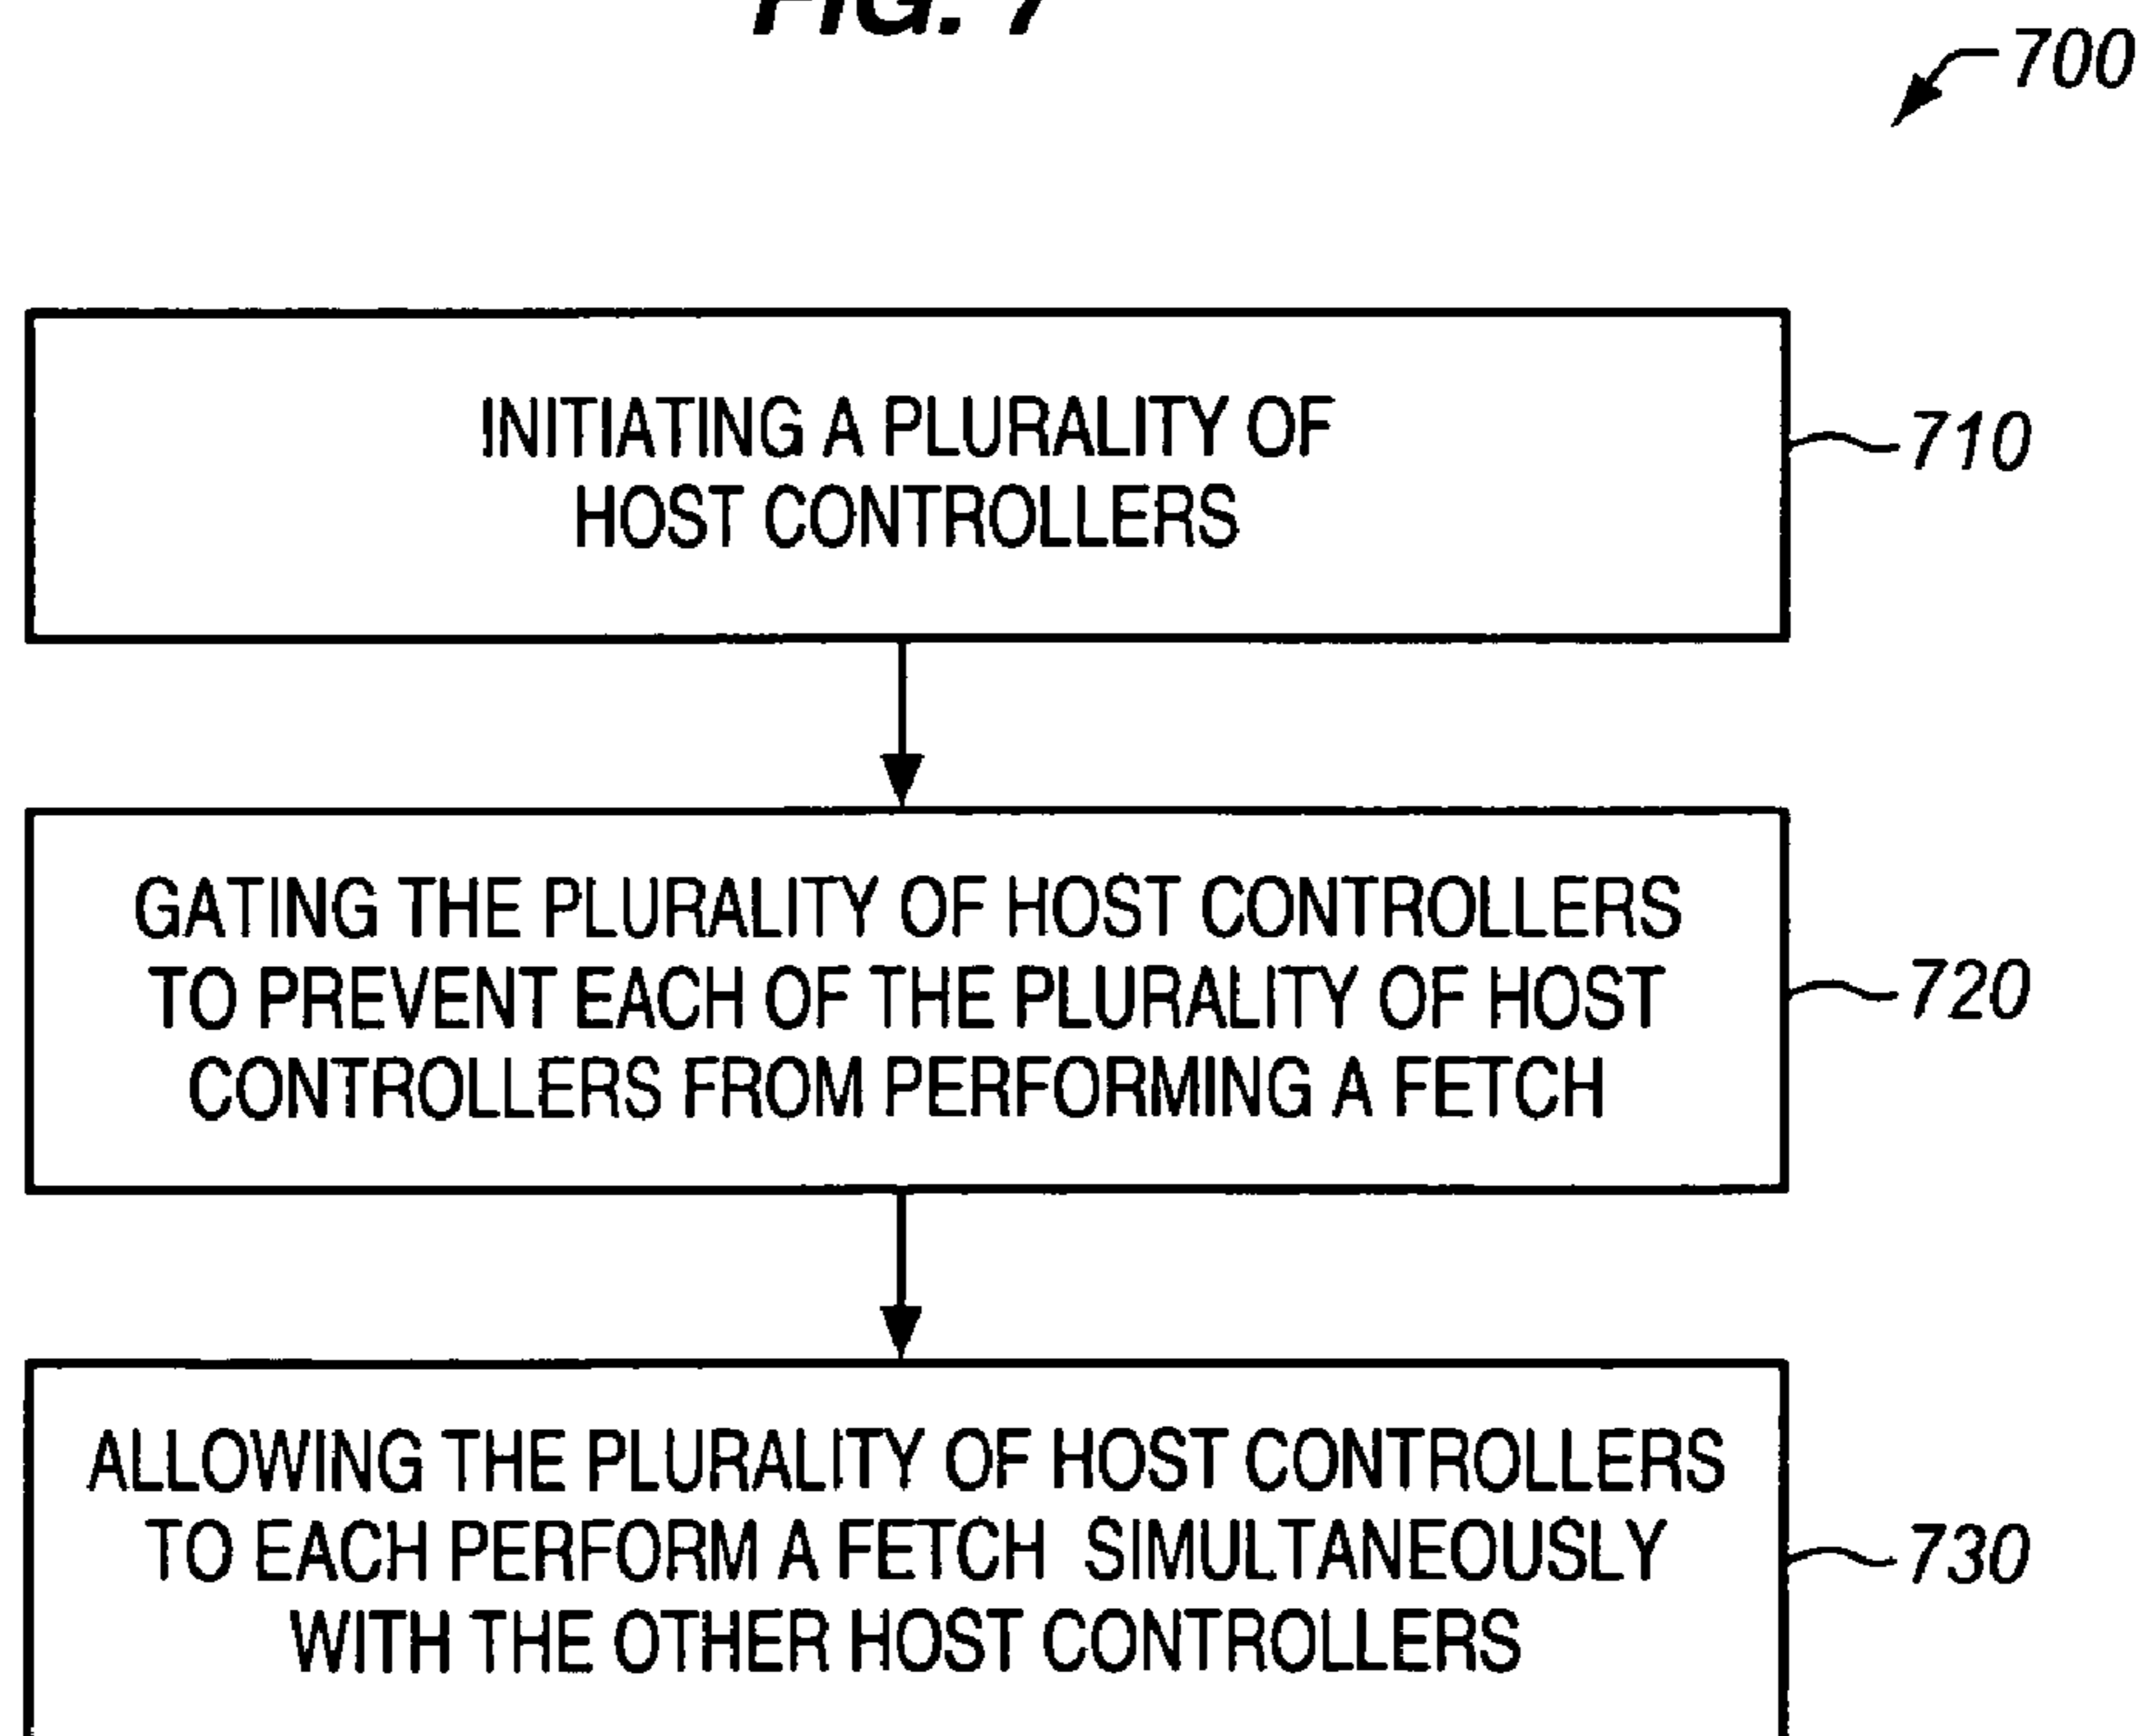 FIG. 7
700
INITIATING A PLURALITY OF
HOST CONTROLLERS
710
GATING THE PLURALITY OF HOST CONTROLLERS
TO PREVENT EACH OF THE PLURALITY OF HOST
CONTROLLERS FROM PERFORMING A FETCH
720
ALLOWING THE PLURALITY OF HOST CONTROLLERS
TO EACH PERFORM A FETCH SIMULTANEOUSLY
WITH THE OTHER HOST CONTROLLERS
730